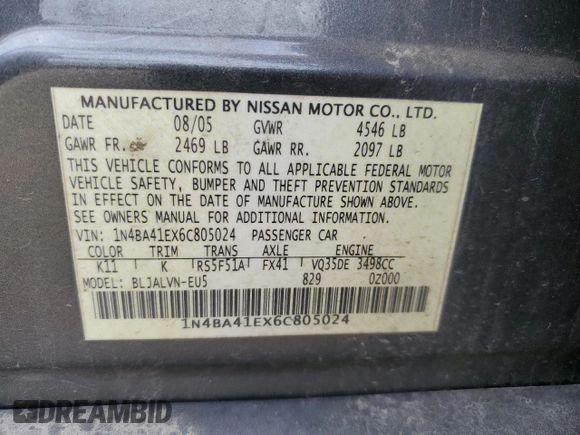 MANUFACTURED BY NISSAN MOTOR CO., LTD.
DATE 08/05 GVWR 4546 LB
GAWR FR. 2469 LB GAWR RR. 2097 LB
THIS VEHICLE CONFORMS TO ALL APPLICABLE FEDERAL MOTOR
VEHICLE SAFETY, BUMPER AND THEFT PREVENTION STANDARDS
IN EFFECT ON THE DATE OF MANUFACTURE SHOWN ABOVE.
SEE OWNERS MANUAL FOR ADDITIONAL INFORMATION.
VIN: 1N4BA41EX6C805024 PASSENGER CAR
COLOR TRIM TRANS AXLE ENGINE
K11 K RS5F51A FX41 VQ35DE 3498CC
MODEL: BLJALVN-EU5 829 0Z000
1N4BA41EX6C805024
DREAMBID